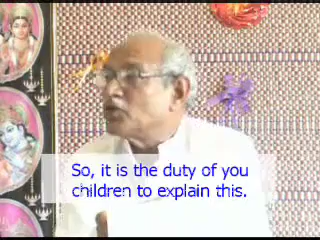 So, it is the duty of you
children to explain this.